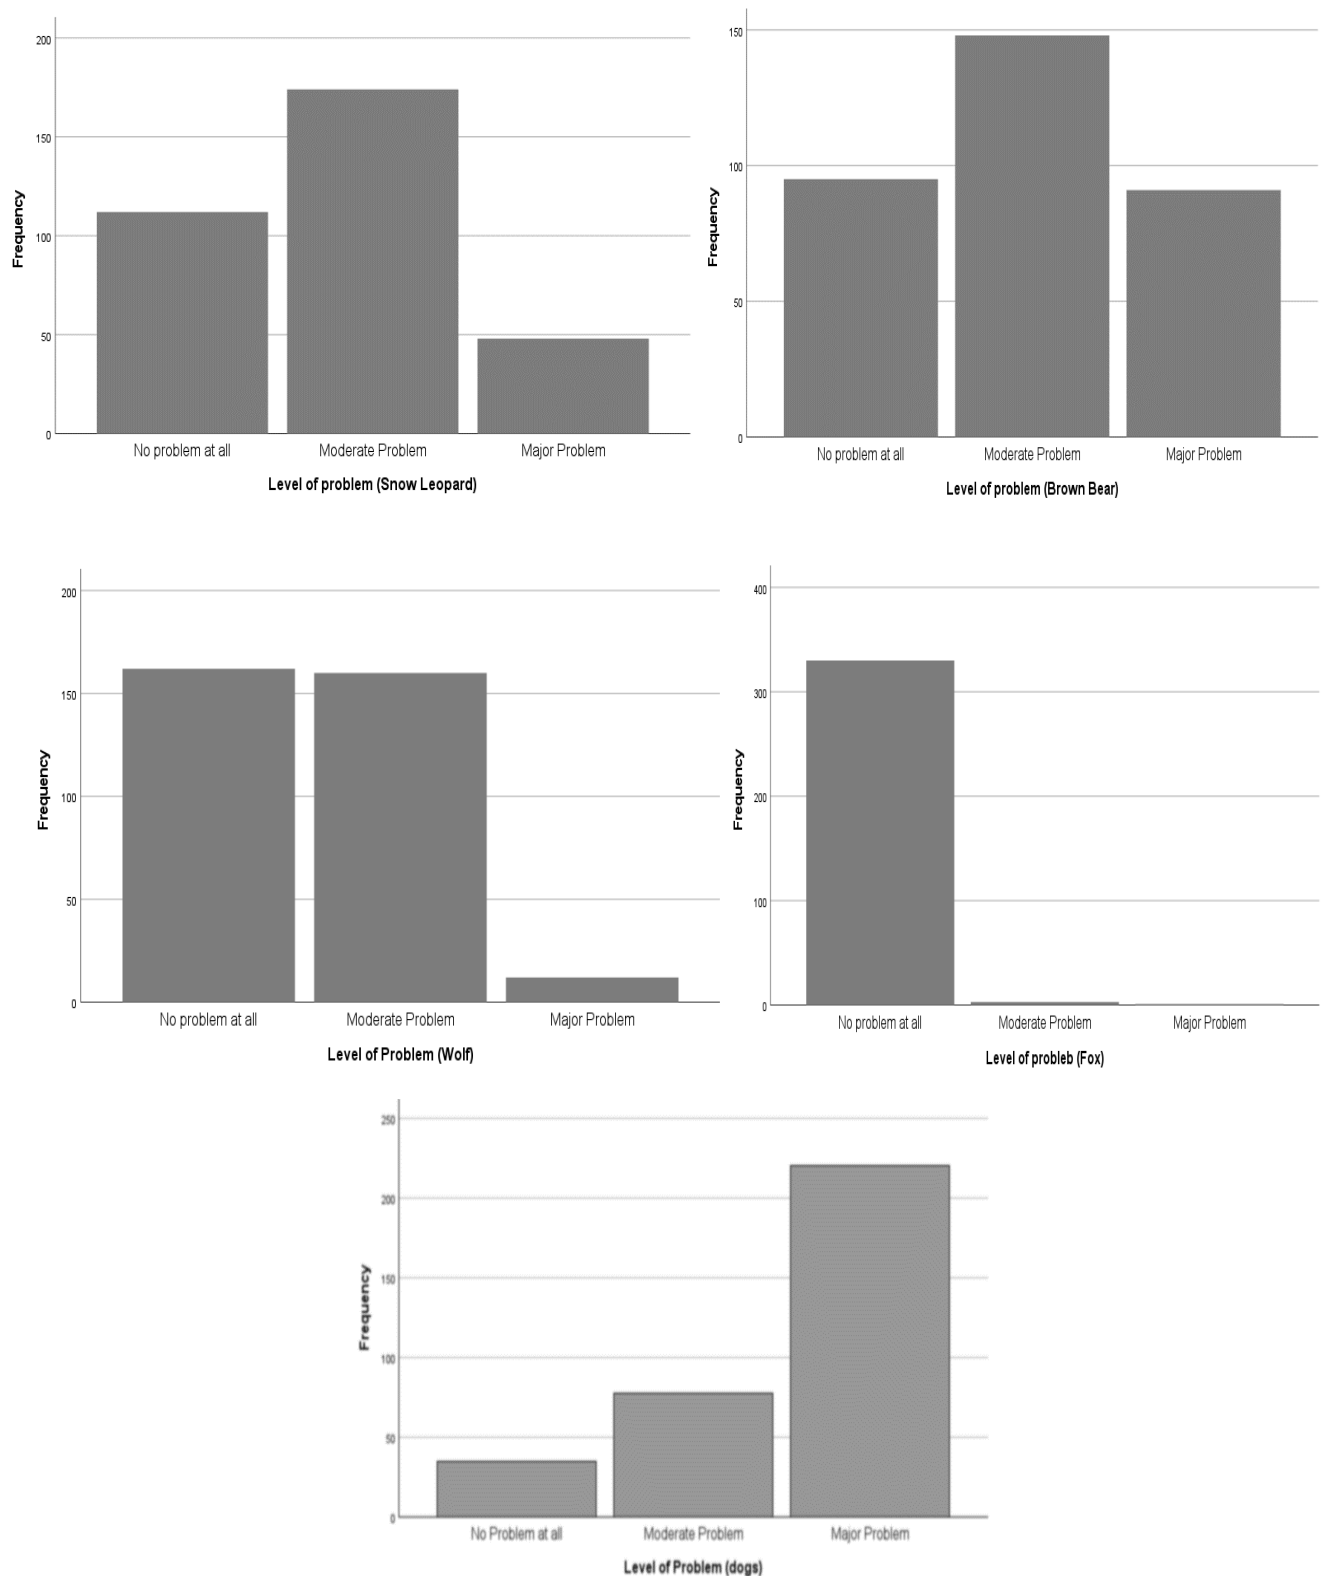 200
150
100
50
0
Frequency
No problem at all
Moderate Problem
Major Problem
Level of problem (Snow Leopard)
150
100
50
0
Frequency
No problem at all
Moderate Problem
Major Problem
Level of problem (Brown Bear)
200
150
100
50
0
Frequency
No problem at all
Moderate Problem
Major Problem
Level of Problem (Wolf)
400
300
200
100
0
Frequency
No problem at all
Moderate Problem
Major Problem
Level of probleb (Fox)
250
200
150
100
50
0
Frequency
No Problem at all
Moderate Problem
Major Problem
Level of Problem (dogs)